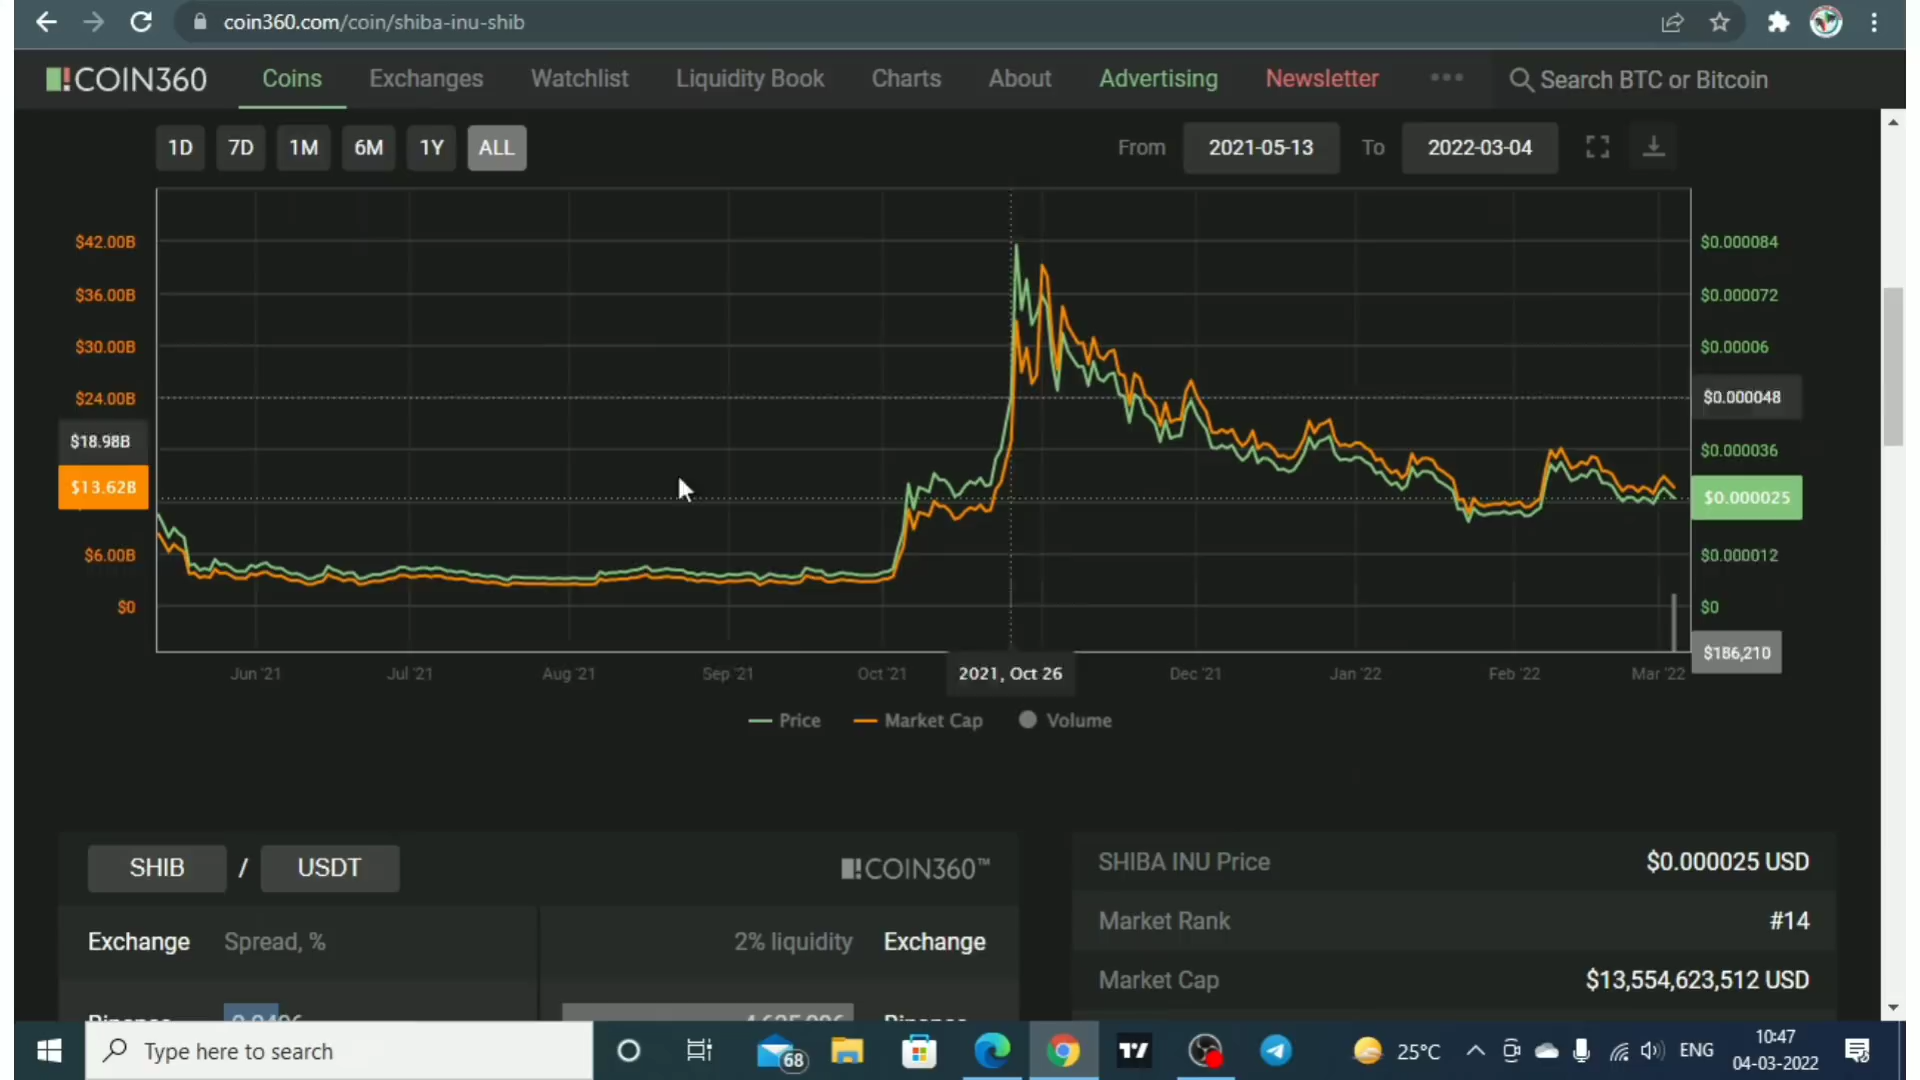 coin360.com/coin/shiba-inu-shib
COIN360 Coins Exchanges Watchlist Liquidity Book Charts About Advertising Newsletter Search BTC or Bitcoin
1D 7D 1M 6M 1Y ALL From 2021-05-13 To 2022-03-04
$42.00B $0.000084
$36.00B $0.000072
$30.00B $0.00006
$24.00B $0.000048
$18.98B $0.000036
$13.62B $0.000025
$6.00B $0.000012
$0 $0
$186,210
Jun '21 Jul '21 Aug '21 Sep '21 Oct '21 2021, Oct 26 Dec '21 Jan '22 Feb '22 Mar '22
Price Market Cap Volume
SHIB / USDT COIN360™
Exchange Spread, % 2% liquidity Exchange
Binance Binance
SHIBA INU Price $0.000025 USD
Market Rank #14
Market Cap $13,554,623,512 USD
Type here to search 68 25°C ENG 10:47
04-03-2022